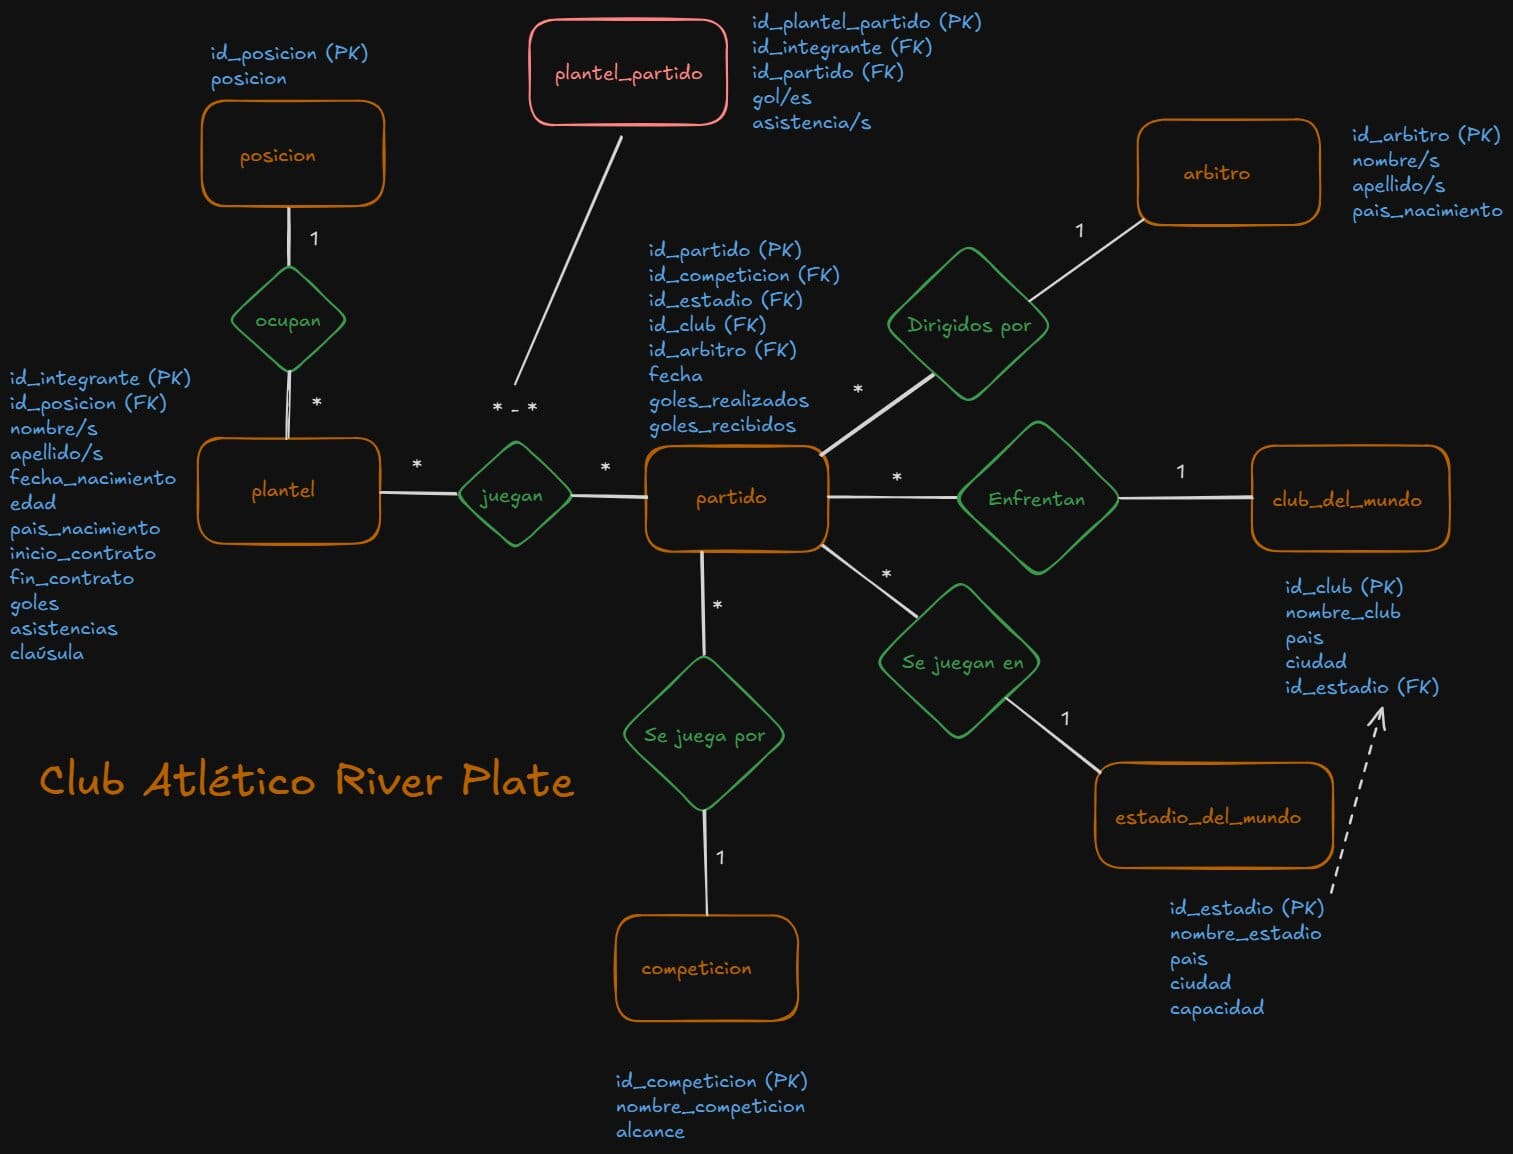 id_posicion (PK)
posicion
posicion
1
ocupan
*
id_integrante (PK)
id_posicion (FK)
nombre/s
apellido/s
fecha_nacimiento
edad
pais_nacimiento
inicio_contrato
fin_contrato
goles
asistencias
claúsula
plantel
*
juegan
* - *
*
plantel_partido
id_plantel_partido (PK)
id_integrante (FK)
id_partido (FK)
gol/es
asistencia/s
id_partido (PK)
id_competicion (FK)
id_estadio (FK)
id_club (FK)
id_arbitro (FK)
fecha
goles_realizados
goles_recibidos
partido
*
Dirigidos por
1
arbitro
id_arbitro (PK)
nombre/s
apellido/s
pais_nacimiento
*
Enfrentan
1
club_del_mundo
id_club (PK)
nombre_club
pais
ciudad
id_estadio (FK)
*
Se juegan en
1
estadio_del_mundo
id_estadio (PK)
nombre_estadio
pais
ciudad
capacidad
*
Se juega por
1
competicion
id_competicion (PK)
nombre_competicion
alcance
Club Atlético River Plate